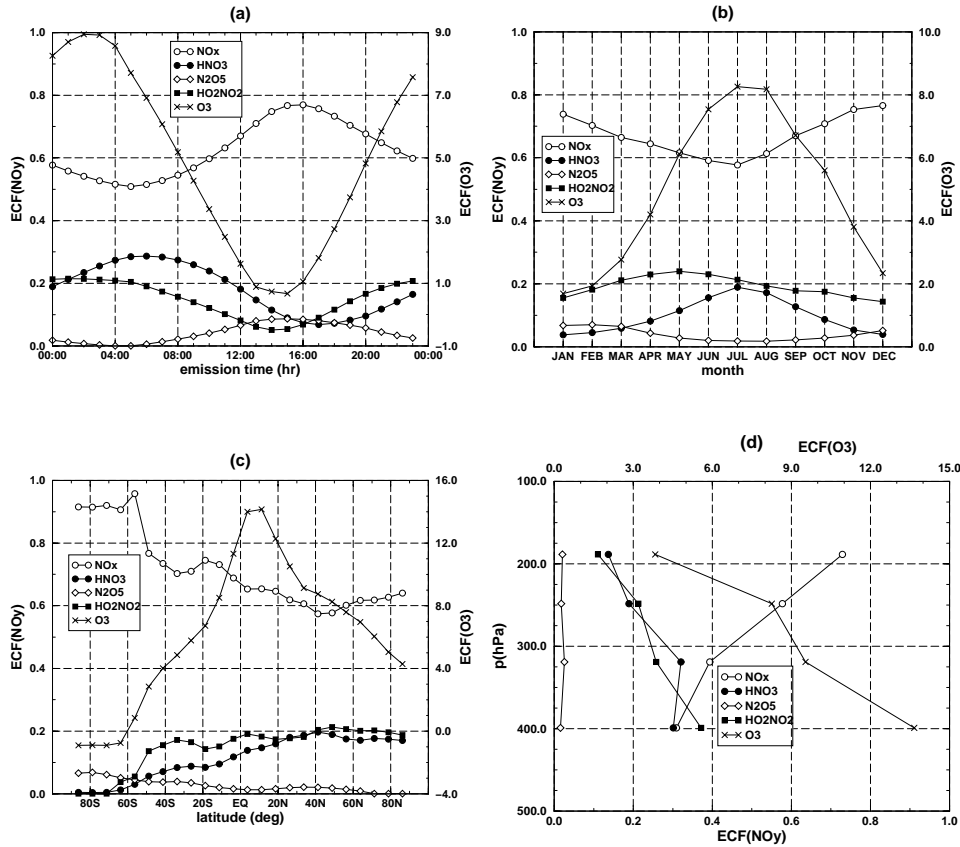 (a)
1.0
0.8
0.6
0.4
0.2
0.0
ECF(NOy)
9.0
7.0
5.0
3.0
1.0
−1.0
ECF(O3)
NOx
HNO3
N2O5
HO2NO2
O3
00:00 04:00 08:00 12:00 16:00 20:00 00:00
emission time (hr)
(b)
1.0
0.8
0.6
0.4
0.2
0.0
ECF(NOy)
10.0
8.0
6.0
4.0
2.0
0.0
ECF(O3)
NOx
HNO3
N2O5
HO2NO2
O3
JAN FEB MAR APR MAY JUN JUL AUG SEP OCT NOV DEC
month
(c)
1.0
0.8
0.6
0.4
0.2
0.0
ECF(NOy)
16.0
12.0
8.0
4.0
0.0
−4.0
ECF(O3)
NOx
HNO3
N2O5
HO2NO2
O3
80S 60S 40S 20S EQ 20N 40N 60N 80N
latitude (deg)
(d)
ECF(O3)
0.0 3.0 6.0 9.0 12.0 15.0
100.0
200.0
300.0
400.0
500.0
p(hPa)
NOx
HNO3
N2O5
HO2NO2
O3
0.0 0.2 0.4 0.6 0.8 1.0
ECF(NOy)